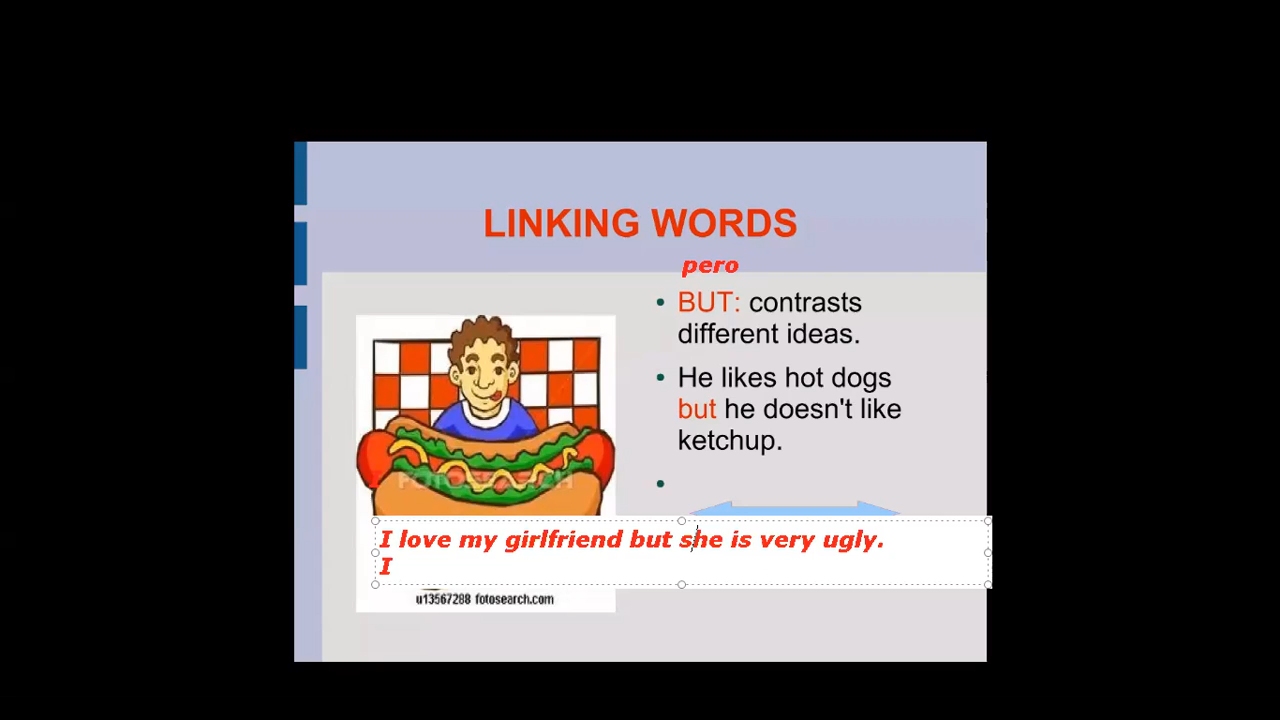 LINKING WORDS
pero
BUT: contrasts
different ideas.
He likes hot dogs
but he doesn't like
ketchup.
FOTOSEARCH
I love my girlfriend but she is very ugly.
I
u13567288 fotosearch.com